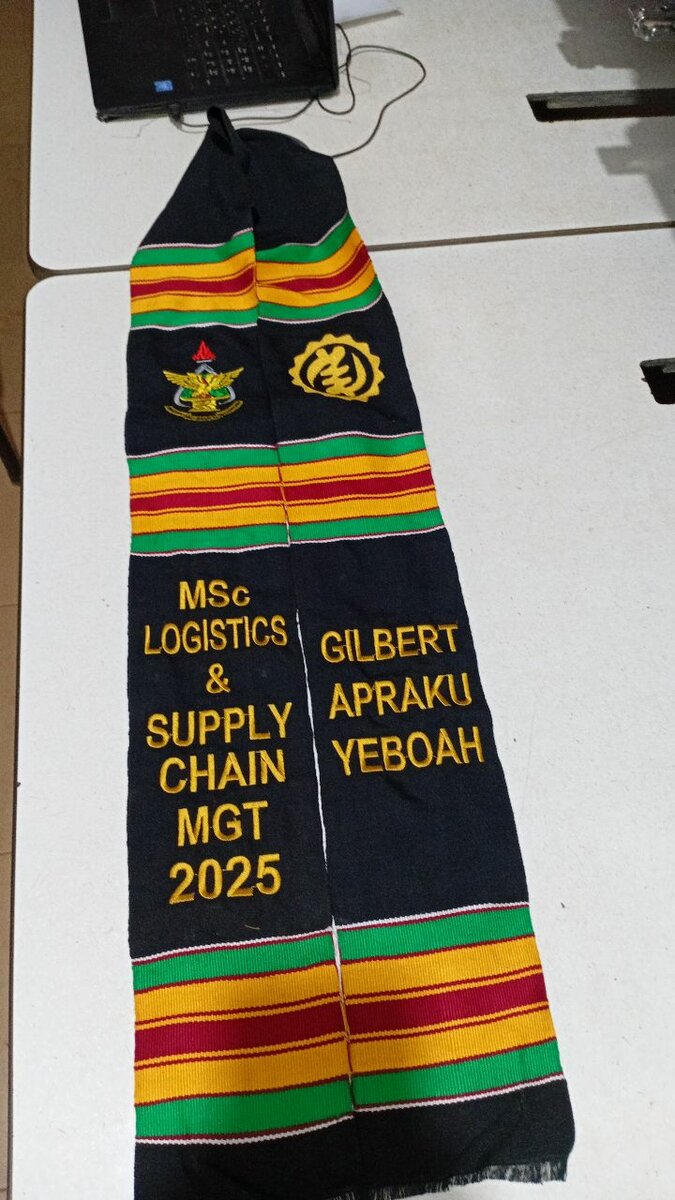 MSc
LOGISTICS
&
SUPPLY
CHAIN
MGT
2025
GILBERT
APRAKU
YEBOAH